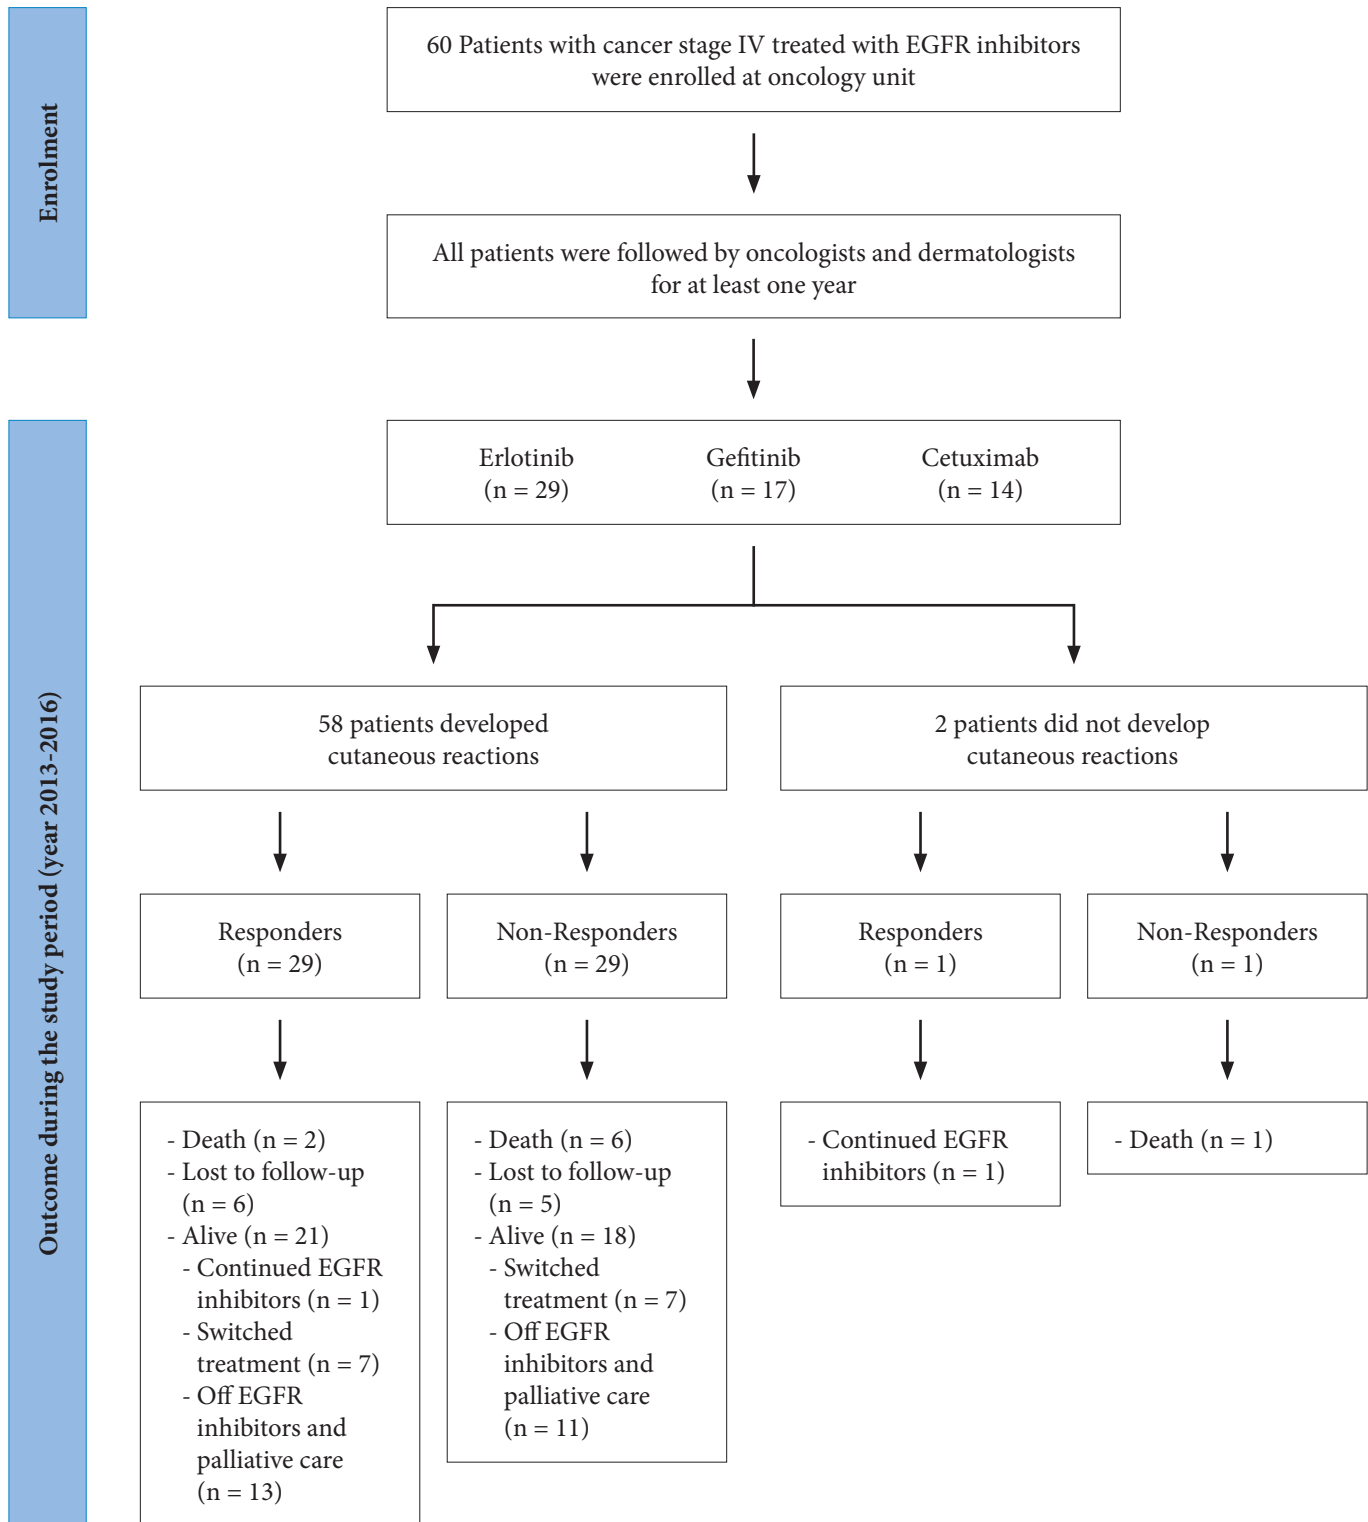 Enrolment
60 Patients with cancer stage IV treated with EGFR inhibitors
were enrolled at oncology unit
All patients were followed by oncologists and dermatologists
for at least one year
Outcome during the study period (year 2013-2016)
Erlotinib
(n = 29)
Gefitinib
(n = 17)
Cetuximab
(n = 14)
58 patients developed
cutaneous reactions
2 patients did not develop
cutaneous reactions
Responders
(n = 29)
Non-Responders
(n = 29)
Responders
(n = 1)
Non-Responders
(n = 1)
- Death (n = 2)
- Lost to follow-up
(n = 6)
- Alive (n = 21)
- Continued EGFR
inhibitors (n = 1)
- Switched
treatment (n = 7)
- Off EGFR
inhibitors and
palliative care
(n = 13)
- Death (n = 6)
- Lost to follow-up
(n = 5)
- Alive (n = 18)
- Switched
treatment (n = 7)
- Off EGFR
inhibitors and
palliative care
(n = 11)
- Continued EGFR
inhibitors (n = 1)
- Death (n = 1)